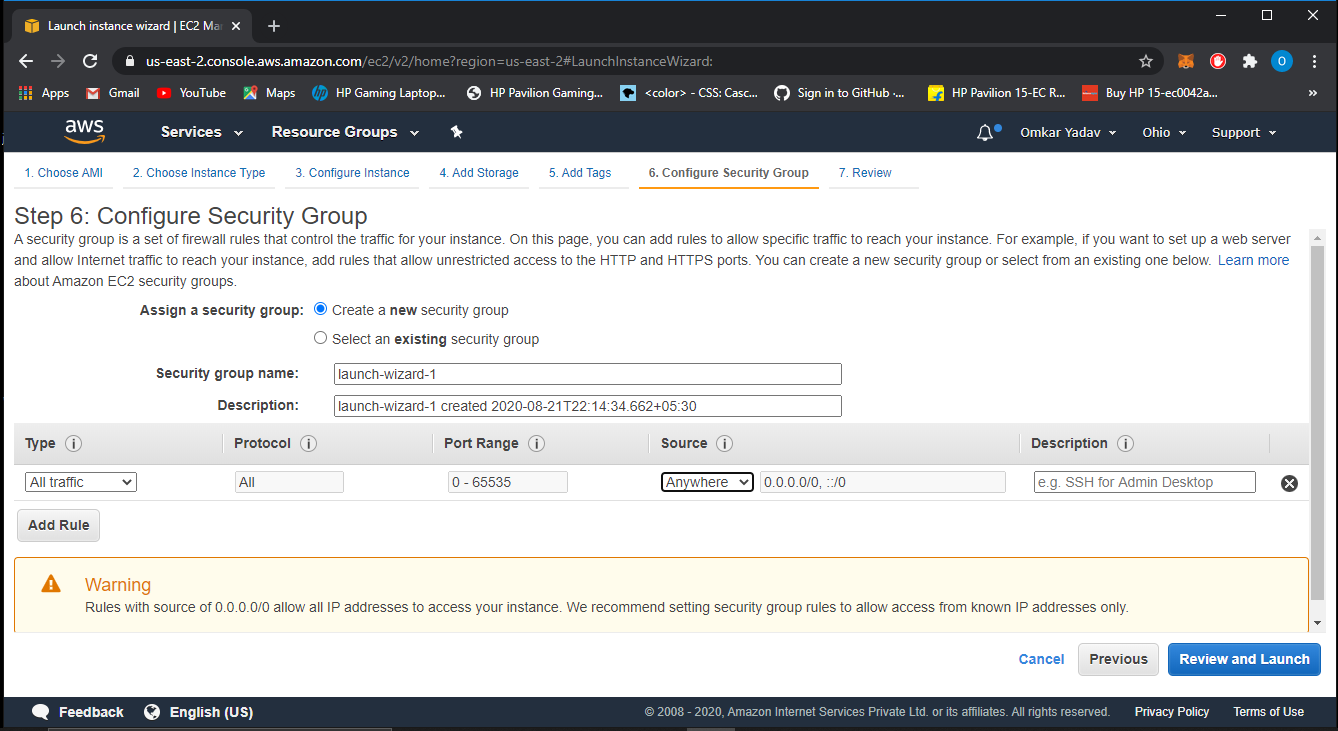 Launch instance wizard | EC2 Ma
us-east-2.console.aws.amazon.com/ec2/v2/home?region=us-east-2#LaunchInstanceWizard:
O
Apps Gmail YouTube Maps HP Gaming Laptop... HP Pavilion Gaming... <color> - CSS: Casc... Sign in to GitHub ·... HP Pavilion 15-EC R... Buy HP 15-ec0042a... »
aws Services Resource Groups Omkar Yadav Ohio Support
1. Choose AMI 2. Choose Instance Type 3. Configure Instance 4. Add Storage 5. Add Tags 6. Configure Security Group 7. Review
Step 6: Configure Security Group
A security group is a set of firewall rules that control the traffic for your instance. On this page, you can add rules to allow specific traffic to reach your instance. For example, if you want to set up a web server
and allow Internet traffic to reach your instance, add rules that allow unrestricted access to the HTTP and HTTPS ports. You can create a new security group or select from an existing one below. Learn more
about Amazon EC2 security groups.
Assign a security group: Create a new security group
Select an existing security group
Security group name: launch-wizard-1
Description: launch-wizard-1 created 2020-08-21T22:14:34.662+05:30
Type i Protocol i Port Range i Source i Description i
All traffic All 0 - 65535 Anywhere 0.0.0.0/0, ::/0 e.g. SSH for Admin Desktop
Add Rule
Warning
Rules with source of 0.0.0.0/0 allow all IP addresses to access your instance. We recommend setting security group rules to allow access from known IP addresses only.
Cancel Previous Review and Launch
Feedback English (US) © 2008 - 2020, Amazon Internet Services Private Ltd. or its affiliates. All rights reserved. Privacy Policy Terms of Use